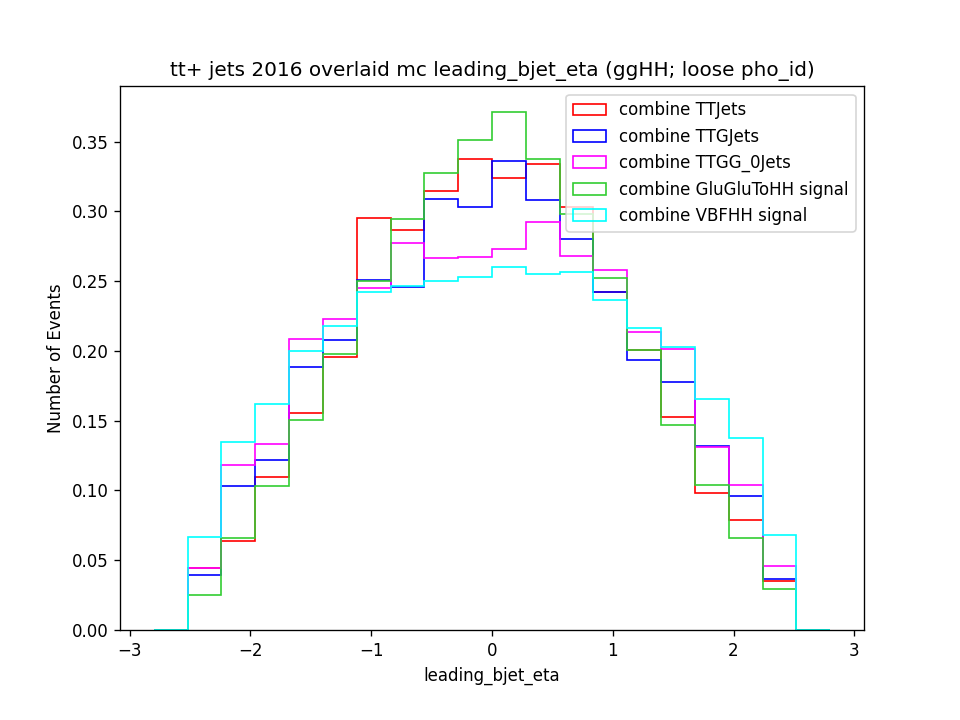 tt+ jets 2016 overlaid mc leading_bjet_eta (ggHH; loose pho_id)
combine TTJets
combine TTGJets
combine TTGG_0Jets
combine GluGluToHH signal
combine VBFHH signal
Number of Events
0.35
0.30
0.25
0.20
0.15
0.10
0.05
0.00
−3 −2 −1 0 1 2 3
leading_bjet_eta